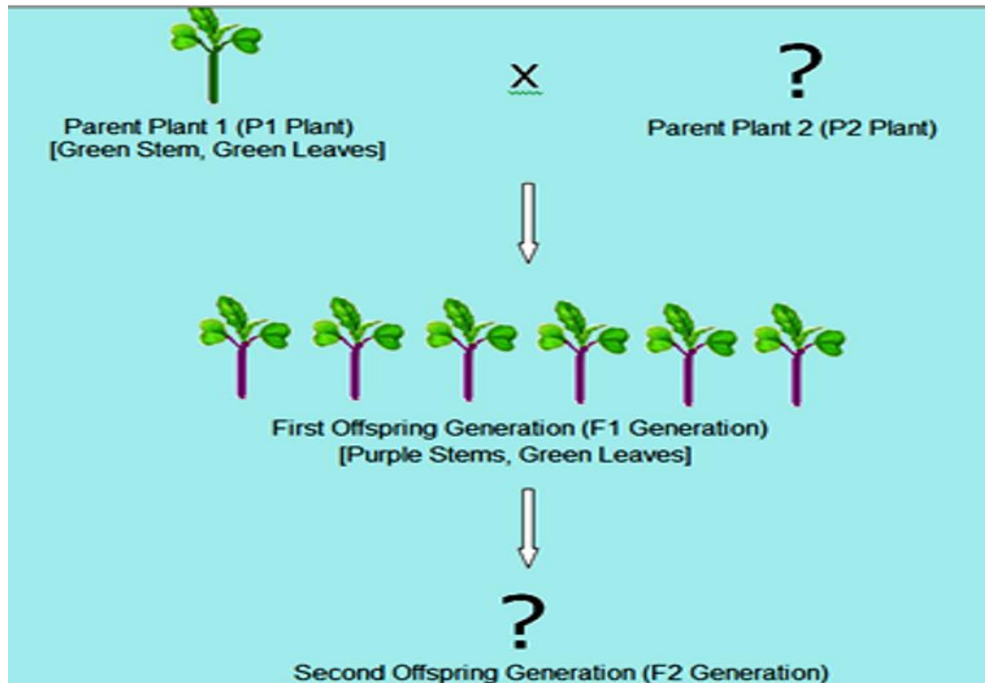 x
?
Parent Plant 1 (P1 Plant)
[Green Stem, Green Leaves]
Parent Plant 2 (P2 Plant)
First Offspring Generation (F1 Generation)
[Purple Stems, Green Leaves]
?
Second Offspring Generation (F2 Generation)